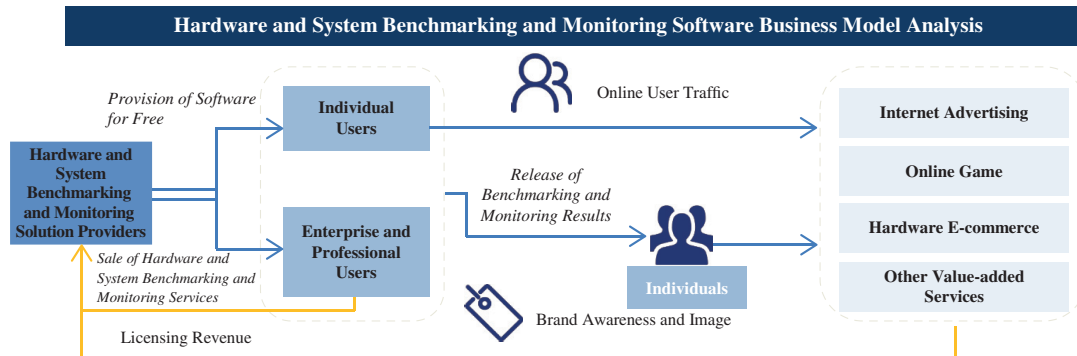 Hardware and System Benchmarking and Monitoring Software Business Model Analysis
Provision of Software
for Free
Individual
Users
Online User Traffic
Internet Advertising
Hardware and
System
Benchmarking
and Monitoring
Solution Providers
Release of
Benchmarking and
Monitoring Results
Online Game
Enterprise and
Professional
Users
Hardware E-commerce
Sale of Hardware and
System Benchmarking and
Monitoring Services
Individuals
Other Value-added
Services
Brand Awareness and Image
Licensing Revenue